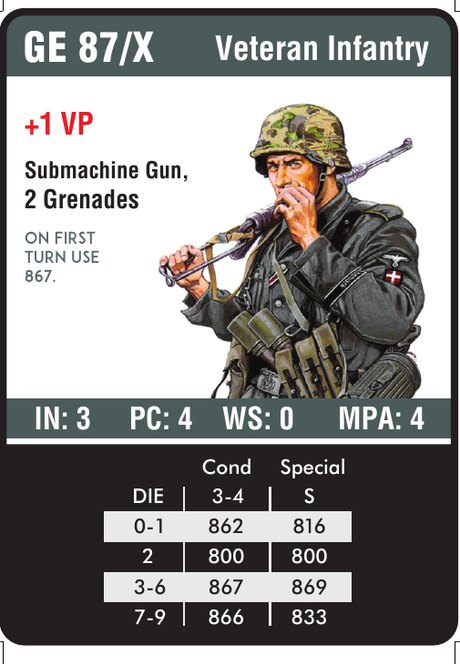 GE 87/X Veteran Infantry
+1 VP
Submachine Gun,
2 Grenades
ON FIRST
TURN USE
867.
IN: 3 PC: 4 WS: 0 MPA: 4
Cond Special
DIE 3-4 S
0-1 862 816
2 800 800
3-6 867 869
7-9 866 833